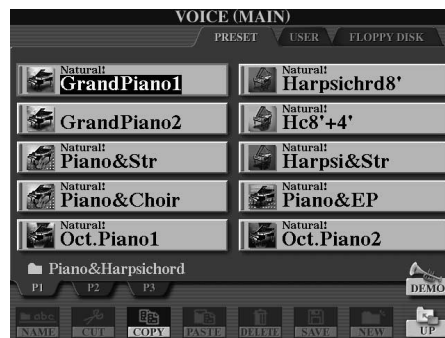 VOICE (MAIN)
PRESET USER FLOPPY DISK
Natural!
GrandPiano1
Natural!
Harpsichrd8'
GrandPiano2
Natural!
Hc8'+4'
Natural!
Piano&Str
Natural!
Harpsi&Str
Natural!
Piano&Choir
Natural!
Piano&EP
Natural!
Oct.Piano1
Natural!
Oct.Piano2
Piano&Harpsichord
P1 P2 P3
DEMO
abc
NAME CUT COPY PASTE DELETE SAVE NEW UP